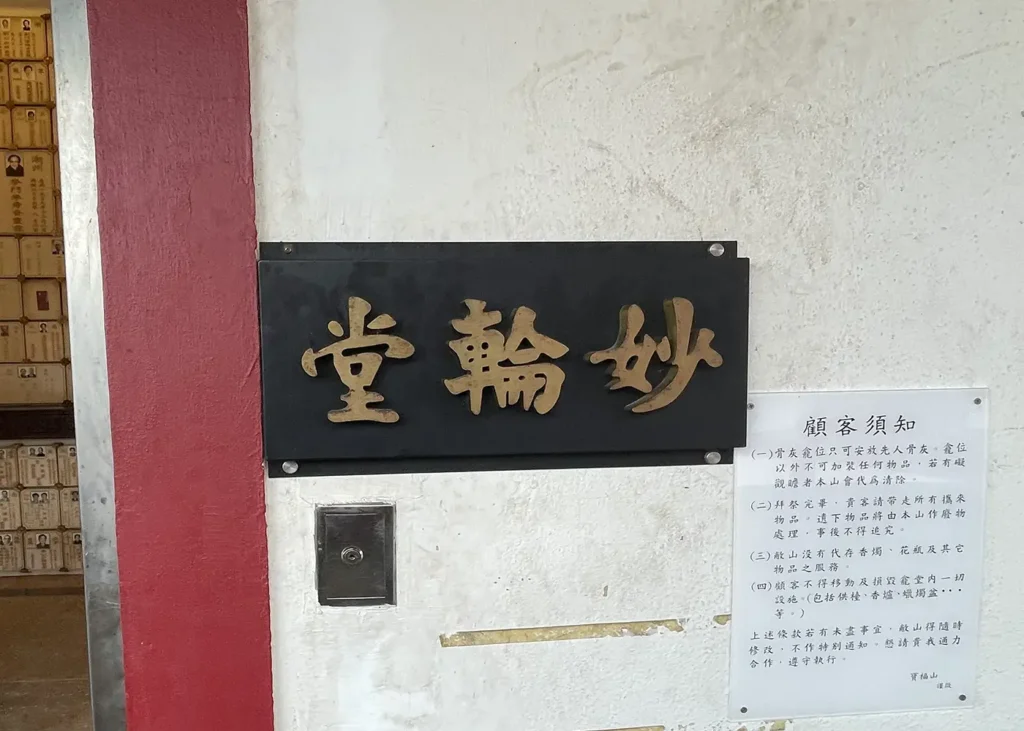 妙輪堂
顧客須知
(一)骨灰龕位只可安放先人骨灰。龕位
以外不可加裝任何物品，若有礙
觀瞻者本山會代為清除。
(二)拜祭完畢，貴客請帶走所有攜來
物品。遺下物品將由本山作廢物
處理，事後不得追究。
(三)敝山沒有代存香燭、花瓶及其它
物品之服務。
(四)顧客不得移動及損毀龕堂內一切
設施。(包括供檯、香爐、蠟燭盆‧‧‧
等。)
上述條款若有未盡事宜，敝山得隨時
修改，不作特別通知。懇請貴我通力
合作，遵守執行。
寶福山
謹啟